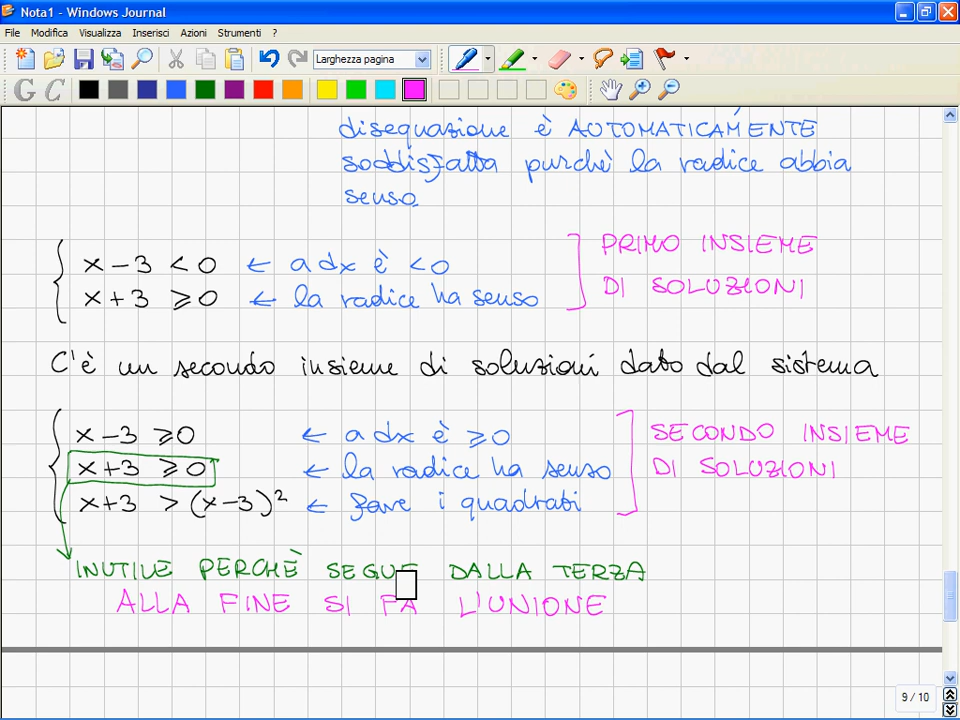 Nota1 - Windows Journal
File Modifica Visualizza Inserisci Azioni Strumenti ?
Larghezza pagina
G C
disequazione è AUTOMATICAMENTE
soddisfatta purchè la radice abbia
senso.
x - 3 < 0 ← a dx è < 0
x + 3 ⩾ 0 ← la radice ha senso
PRIMO INSIEME
DI SOLUZIONI
C'è un secondo insieme di soluzioni dato dal sistema
x - 3 ⩾ 0 ← a dx è ⩾ 0
x + 3 ⩾ 0 ← la radice ha senso
x + 3 > (x - 3)² ← fare i quadrati
SECONDO INSIEME
DI SOLUZIONI
INUTILE PERCHÈ SEGUE DALLA TERZA
ALLA FINE SI FA L'UNIONE
9 / 10